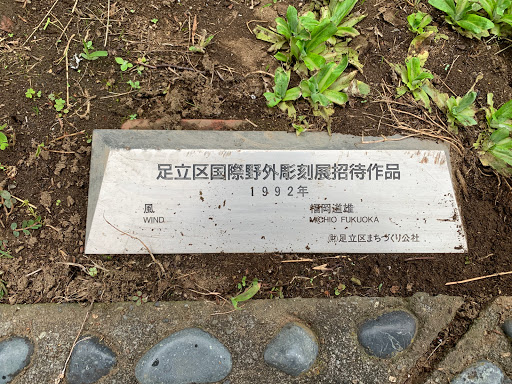 足立区国際野外彫刻展招待作品
1992年
風 福岡道雄
WIND MICHIO FUKUOKA
㈶足立区まちづくり公社